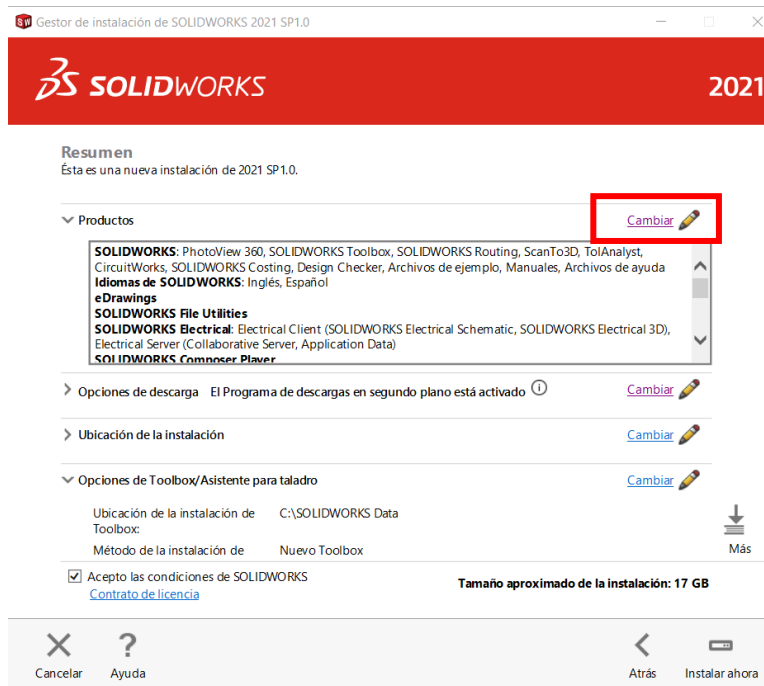 Gestor de instalación de SOLIDWORKS 2021 SP1.0
SOLIDWORKS
2021
Resumen
Ésta es una nueva instalación de 2021 SP1.0.
Productos
Cambiar
SOLIDWORKS: PhotoView 360, SOLIDWORKS Toolbox, SOLIDWORKS Routing, ScanTo3D, TolAnalyst,
CircuitWorks, SOLIDWORKS Costing, Design Checker, Archivos de ejemplo, Manuales, Archivos de ayuda
Idiomas de SOLIDWORKS: Inglés, Español
eDrawings
SOLIDWORKS File Utilities
SOLIDWORKS Electrical: Electrical Client (SOLIDWORKS Electrical Schematic, SOLIDWORKS Electrical 3D),
Electrical Server (Collaborative Server, Application Data)
SOLIDWORKS Composer Player
Opciones de descarga El Programa de descargas en segundo plano está activado
Cambiar
Ubicación de la instalación
Cambiar
Opciones de Toolbox/Asistente para taladro
Cambiar
Ubicación de la instalación de
Toolbox:
C:\SOLIDWORKS Data
Método de la instalación de
Nuevo Toolbox
Más
Acepto las condiciones de SOLIDWORKS
Contrato de licencia
Tamaño aproximado de la instalación: 17 GB
Cancelar
Ayuda
Atrás
Instalar ahora